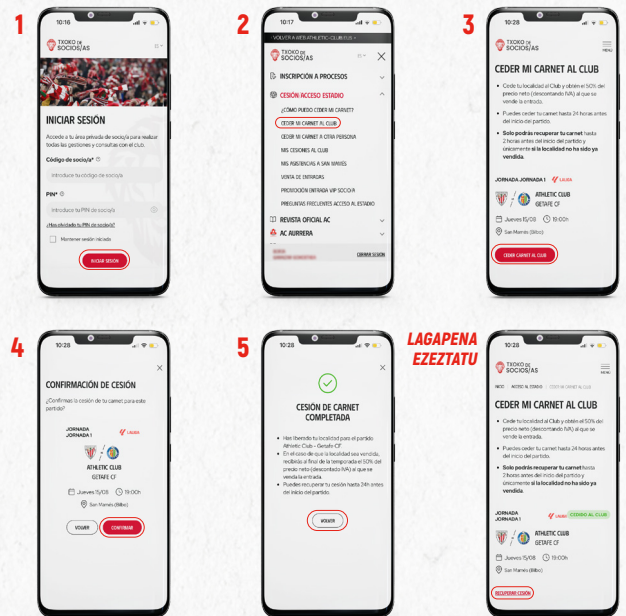 1
10:16
TXOKO DE
SOCIOS/AS
ES
INICIAR SESIÓN
Accede a tu área privada de socio/a para realizar
todas las gestiones y consultas con el club.
Código de socio/a*
Introduce tu código de socio/a
PIN*
Introduce tu PIN de socio/a
¿Has olvidado tu PIN de socio/a?
Mantener sesión iniciada
INICIAR SESIÓN
2
10:17
VOLVER A WEB ATHLETIC-CLUB.EUS
TXOKO DE
SOCIOS/AS
ES
INSCRIPCIÓN A PROCESOS
CESIÓN ACCESO ESTADIO
¿CÓMO PUEDO CEDER MI CARNET?
CEDER MI CARNET AL CLUB
CEDER MI CARNET A OTRA PERSONA
MIS CESIONES AL CLUB
MIS ASISTENCIAS A SAN MAMÉS
VENTA DE ENTRADAS
PROMOCIÓN ENTRADA VIP SOCIO/A
PREGUNTAS FRECUENTES ACCESO AL ESTADIO
REVISTA OFICIAL AC
AC AURRERA
CERRAR SESIÓN
3
10:28
TXOKO DE
SOCIOS/AS
MENÚ
CEDER MI CARNET AL CLUB
• Cede tu localidad al Club y obtén el 50% del
precio neto (descontando IVA) al que se
vende la entrada.
• Puedes ceder tu carnet hasta 24 horas antes
del inicio del partido.
• Solo podrás recuperar tu carnet hasta
2 horas antes del inicio del partido y
únicamente si la localidad no ha sido ya
vendida.
JORNADA JORNADA 1
LALIGA
ATHLETIC CLUB
GETAFE CF
Jueves 15/08
19:00h
San Mamés (Bilbo)
CEDER CARNET AL CLUB
4
10:28
CONFIRMACIÓN DE CESIÓN
¿Confirmas la cesión de tu carnet para este
partido?
JORNADA
JORNADA 1
LALIGA
ATHLETIC CLUB
GETAFE CF
Jueves 15/08
19:00h
San Mamés (Bilbo)
VOLVER
CONFIRMAR
5
10:28
CESIÓN DE CARNET
COMPLETADA
• Has liberado tu localidad para el partido
Athletic Club - Getafe CF.
• En el caso de que la localidad sea vendida,
recibirás al final de la temporada el 50% del
precio neto (descontado IVA) al que se
venda la entrada.
• Puedes recuperar tu cesión hasta 24h antes
del inicio del partido.
VOLVER
LAGAPENA
EZEZTATU
10:28
TXOKO DE
SOCIOS/AS
MENÚ
INICIO / ACCESO AL ESTADIO / CEDER MI CARNET AL CLUB
CEDER MI CARNET AL CLUB
• Cede tu localidad al Club y obtén el 50% del
precio neto (descontando IVA) al que se
vende la entrada.
• Puedes ceder tu carnet hasta 24 horas antes
del inicio del partido.
• Solo podrás recuperar tu carnet hasta
2 horas antes del inicio del partido y
únicamente si la localidad no ha sido ya
vendida.
JORNADA
JORNADA 1
LALIGA
CEDIDO AL CLUB
ATHLETIC CLUB
GETAFE CF
Jueves 15/08
19:00h
San Mamés (Bilbo)
RECUPERAR CESIÓN